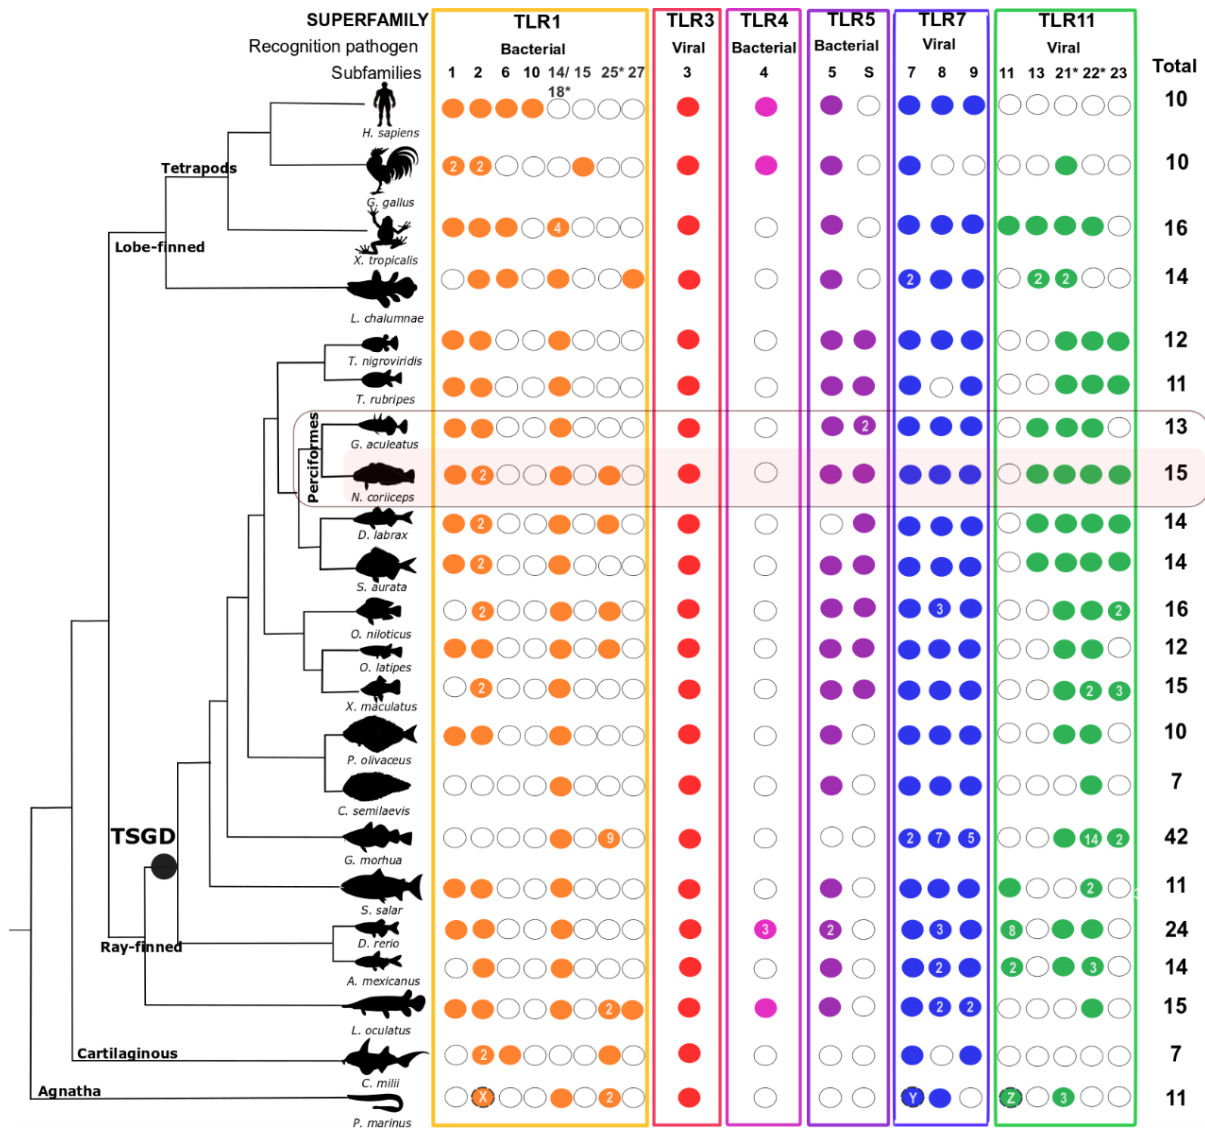 SUPERFAMILY TLR1 TLR3 TLR4 TLR5 TLR7 TLR11
Recognition pathogen Bacterial Viral Bacterial Bacterial Viral Viral
Subfamilies 1 2 6 10 14/ 15 25* 27 3 4 5 S 7 8 9 11 13 21* 22* 23 Total
18*
10
H. sapiens
Tetrapods 2 2 10
G. gallus
4 16
Lobe-finned
X. tropicalis
2 2 2 14
L. chalumnae
12
T. nigroviridis
11
T. rubripes
Perciformes
2 13
G. aculeatus
2 15
N. coriiceps
2 14
D. labrax
2 14
S. aurata
2 3 2 16
O. niloticus
12
O. latipes
2 2 3 15
X. maculatus
10
P. olivaceus
7
C. semilaevis
TSGD
9 2 7 5 14 2 42
G. morhua
2 11
S. salar
3 2 3 8 24
Ray-finned
D. rerio
2 2 3 14
A. mexicanus
2 2 2 15
L. oculatus
Cartilaginous 2 7
C. milii
Agnatha X 2 Y Z 3 11
P. marinus